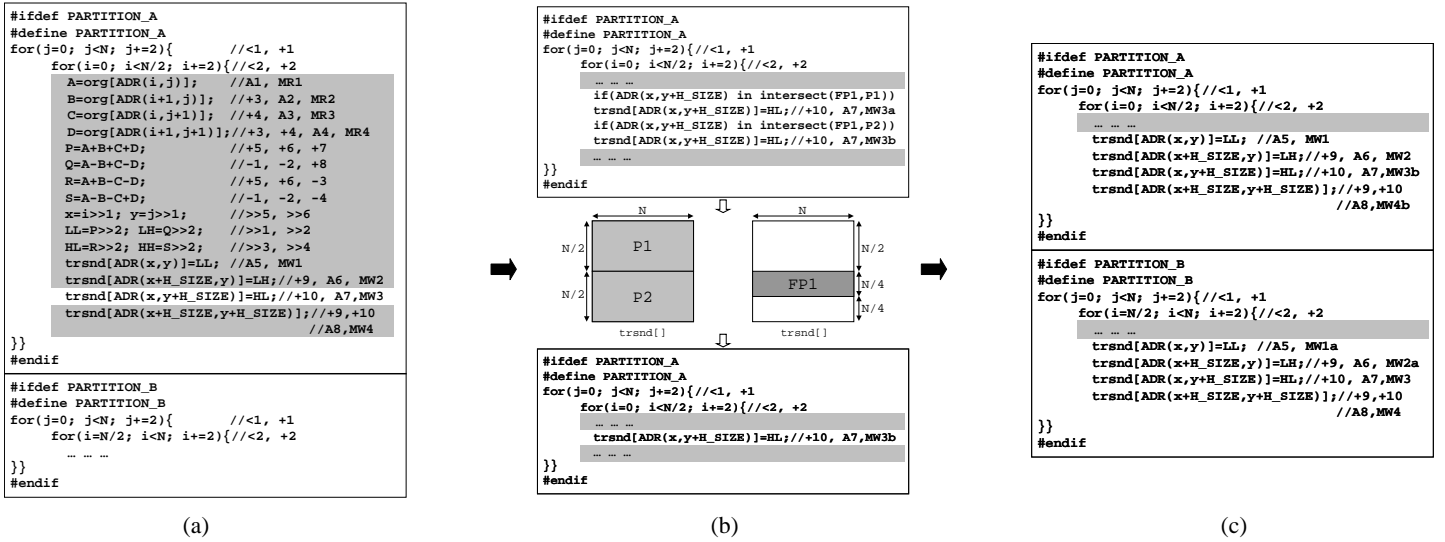 #ifdef PARTITION_A
#define PARTITION_A
for(j=0; j<N; j+=2){ //<1, +1
for(i=0; i<N/2; i+=2){//<2, +2
A=org[ADR(i,j)]; //A1, MR1
B=org[ADR(i+1,j)]; //+3, A2, MR2
C=org[ADR(i,j+1)]; //+4, A3, MR3
D=org[ADR(i+1,j+1)];//+3, +4, A4, MR4
P=A+B+C+D; //+5, +6, +7
Q=A-B+C-D; //-1, -2, +8
R=A+B-C-D; //+5, +6, -3
S=A-B-C+D; //-1, -2, -4
x=i>>1; y=j>>1; //>>5, >>6
LL=P>>2; LH=Q>>2; //>>1, >>2
HL=R>>2; HH=S>>2; //>>3, >>4
trsnd[ADR(x,y)]=LL; //A5, MW1
trsnd[ADR(x+H_SIZE,y)]=LH;//+9, A6, MW2
trsnd[ADR(x,y+H_SIZE)]=HL;//+10, A7,MW3
trsnd[ADR(x+H_SIZE,y+H_SIZE)];//+9,+10
//A8,MW4
}}
#endif
#ifdef PARTITION_B
#define PARTITION_B
for(j=0; j<N; j+=2){ //<1, +1
for(i=N/2; i<N; i+=2){//<2, +2
… … …
}}
#endif
(a)
#ifdef PARTITION_A
#define PARTITION_A
for(j=0; j<N; j+=2){//<1, +1
for(i=0; i<N/2; i+=2){//<2, +2
… … …
if(ADR(x,y+H_SIZE) in intersect(FP1,P1))
trsnd[ADR(x,y+H_SIZE)]=HL;//+10, A7,MW3a
if(ADR(x,y+H_SIZE) in intersect(FP1,P2))
trsnd[ADR(x,y+H_SIZE)]=HL;//+10, A7,MW3b
… … …
}}
#endif
N
N/2
P1
N/2
P2
trsnd[]
N
N/2
FP1
N/4
N/4
trsnd[]
#ifdef PARTITION_A
#define PARTITION_A
for(j=0; j<N; j+=2){//<1, +1
for(i=0; i<N/2; i+=2){//<2, +2
… … …
trsnd[ADR(x,y+H_SIZE)]=HL;//+10, A7,MW3b
… … …
}}
#endif
(b)
#ifdef PARTITION_A
#define PARTITION_A
for(j=0; j<N; j+=2){//<1, +1
for(i=0; i<N/2; i+=2){//<2, +2
… … …
trsnd[ADR(x,y)]=LL; //A5, MW1
trsnd[ADR(x+H_SIZE,y)]=LH;//+9, A6, MW2
trsnd[ADR(x,y+H_SIZE)]=HL;//+10, A7,MW3b
trsnd[ADR(x+H_SIZE,y+H_SIZE)];//+9,+10
//A8,MW4b
}}
#endif
#ifdef PARTITION_B
#define PARTITION_B
for(j=0; j<N; j+=2){//<1, +1
for(i=N/2; i<N; i+=2){//<2, +2
… … …
trsnd[ADR(x,y)]=LL; //A5, MW1a
trsnd[ADR(x+H_SIZE,y)]=LH;//+9, A6, MW2a
trsnd[ADR(x,y+H_SIZE)]=HL;//+10, A7,MW3
trsnd[ADR(x+H_SIZE,y+H_SIZE)];//+9,+10
//A8,MW4
}}
#endif
(c)